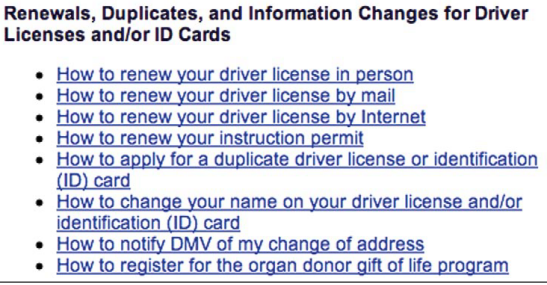 Renewals, Duplicates, and Information Changes for Driver
Licenses and/or ID Cards
• How to renew your driver license in person
• How to renew your driver license by mail
• How to renew your driver license by Internet
• How to renew your instruction permit
• How to apply for a duplicate driver license or identification
(ID) card
• How to change your name on your driver license and/or
identification (ID) card
• How to notify DMV of my change of address
• How to register for the organ donor gift of life program